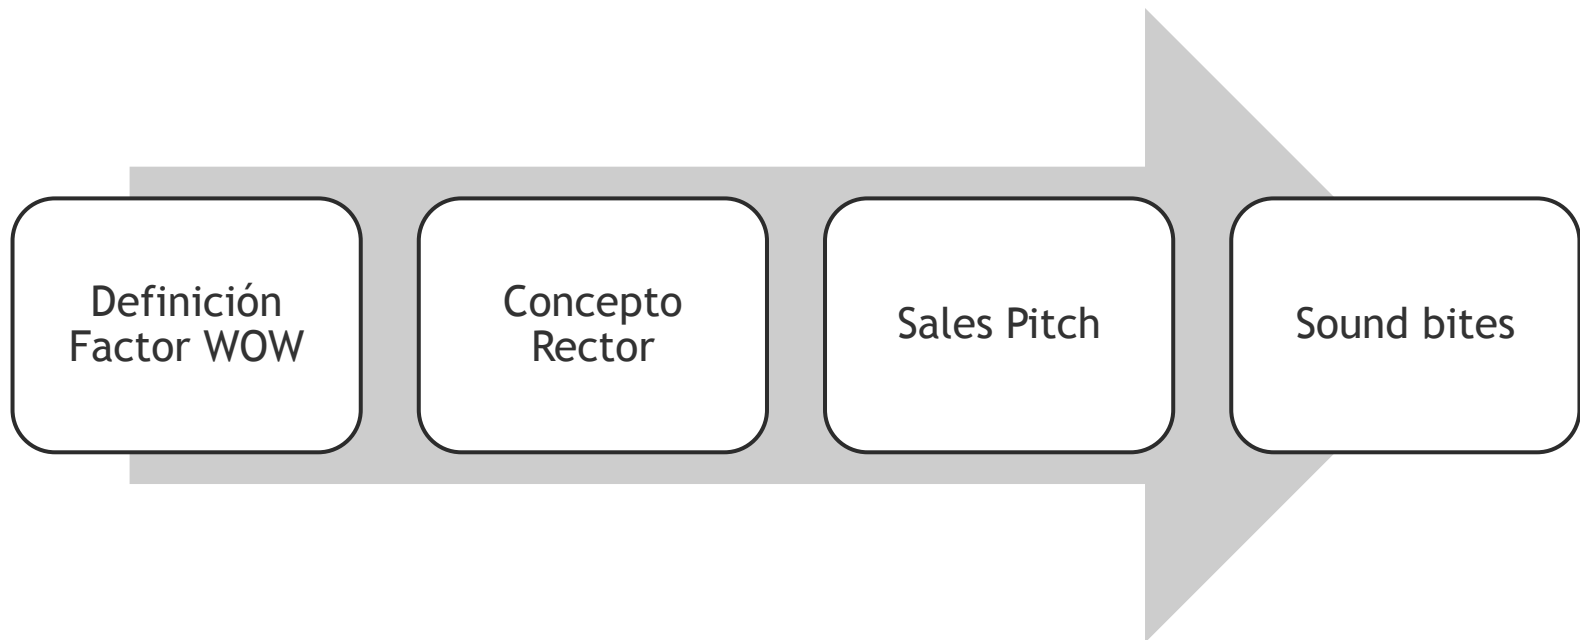 Definición
Factor WOW
Concepto
Rector
Sales Pitch
Sound bites